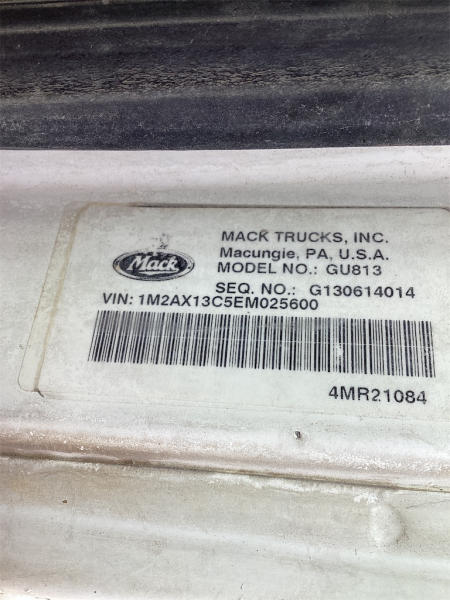 Mack
MACK TRUCKS, INC.
Macungie, PA, U.S.A.
MODEL NO.: GU813
SEQ. NO.: G130614014
VIN: 1M2AX13C5EM025600
4MR21084